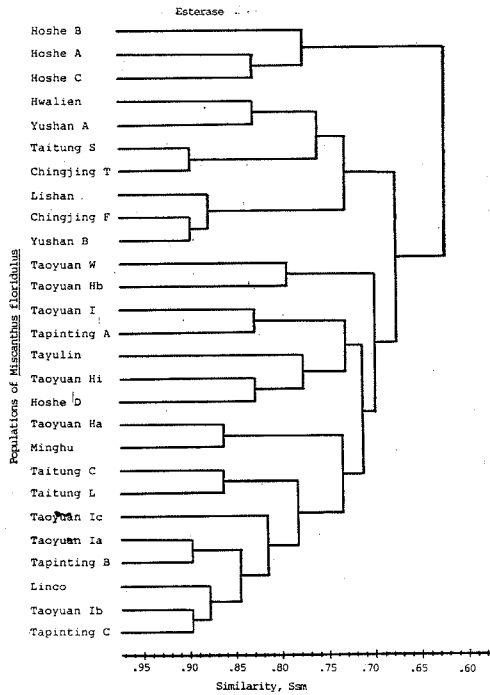 Esterase
Hoshe B
Hoshe A
Hoshe C
Hwalien
Yushan A
Taitung S
Chingjing T
Lishan
Chingjing F
Yushan B
Taoyuan W
Taoyuan Hb
Taoyuan I
Tapinting A
Tayulin
Taoyuan Hi
Hoshe D
Taoyuan Ha
Minghu
Taitung C
Taitung L
Taoyuan Ic
Taoyuan Ia
Tapinting B
Linco
Taoyuan Ib
Tapinting C
Populations of Miscanthus floridulus
.95 .90 .85 .80 .75 .70 .65 .60
Similarity, Ssm